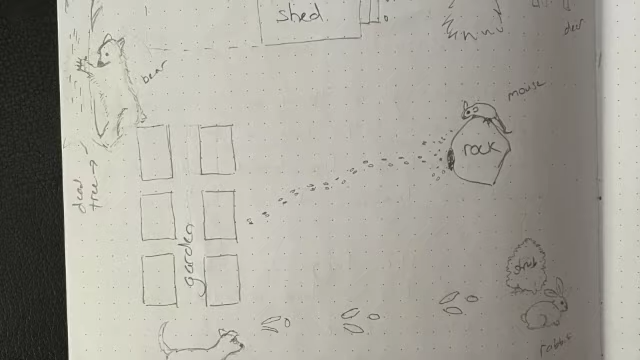 shed
deer
bear
mouse
rock
dead
tree →
garden
shrub
rabbit